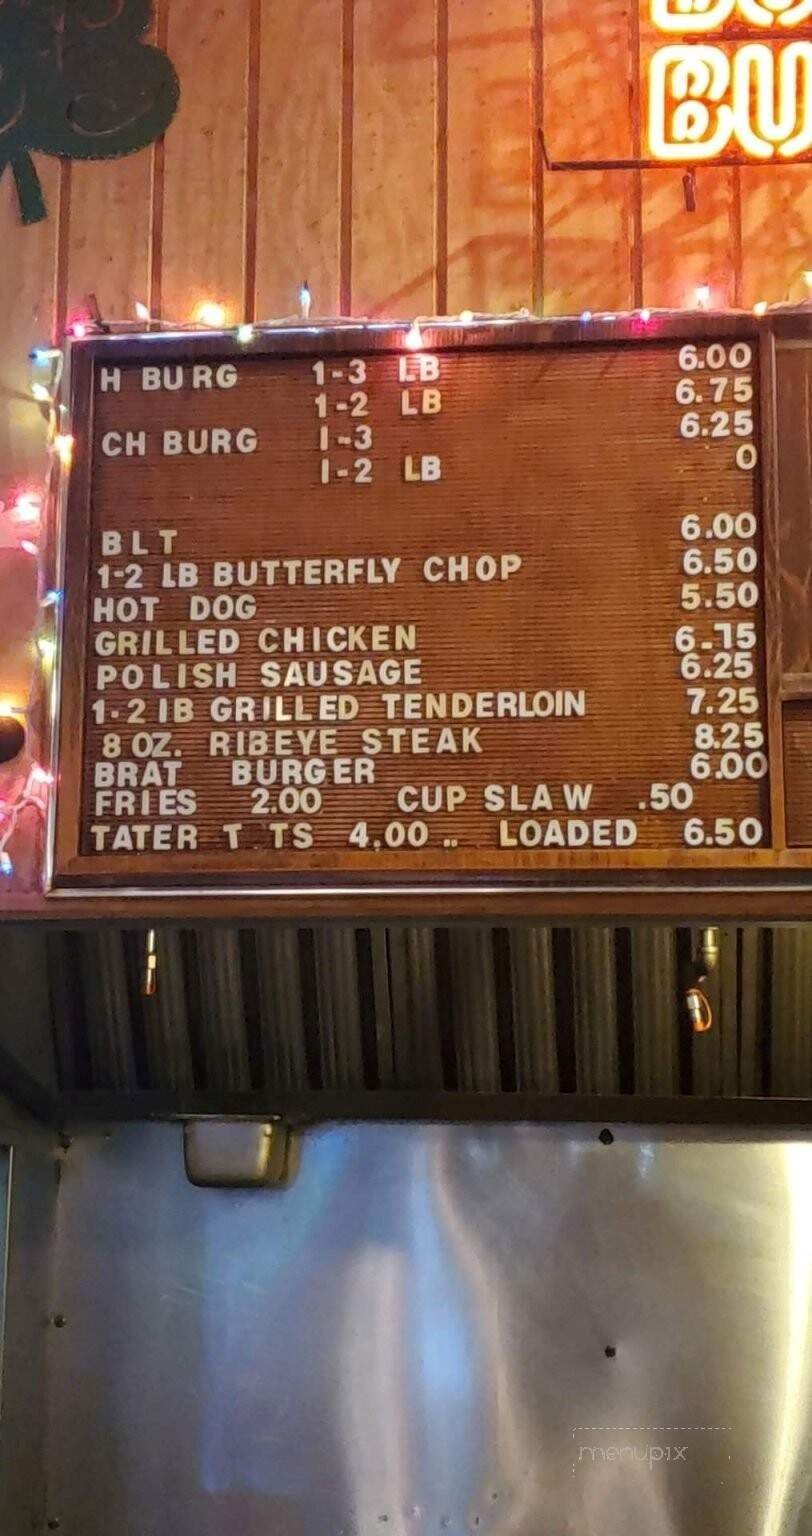 BU
H BURG 1-3 LB 6.00
1-2 LB 6.75
CH BURG 1-3 6.25
1-2 LB 0
BLT 6.00
1-2 LB BUTTERFLY CHOP 6.50
HOT DOG 5.50
GRILLED CHICKEN 6.75
POLISH SAUSAGE 6.25
1-2 IB GRILLED TENDERLOIN 7.25
8 OZ. RIBEYE STEAK 8.25
BRAT BURGER 6.00
FRIES 2.00 CUP SLAW .50
TATER T TS 4.00 .. LOADED 6.50
menupix